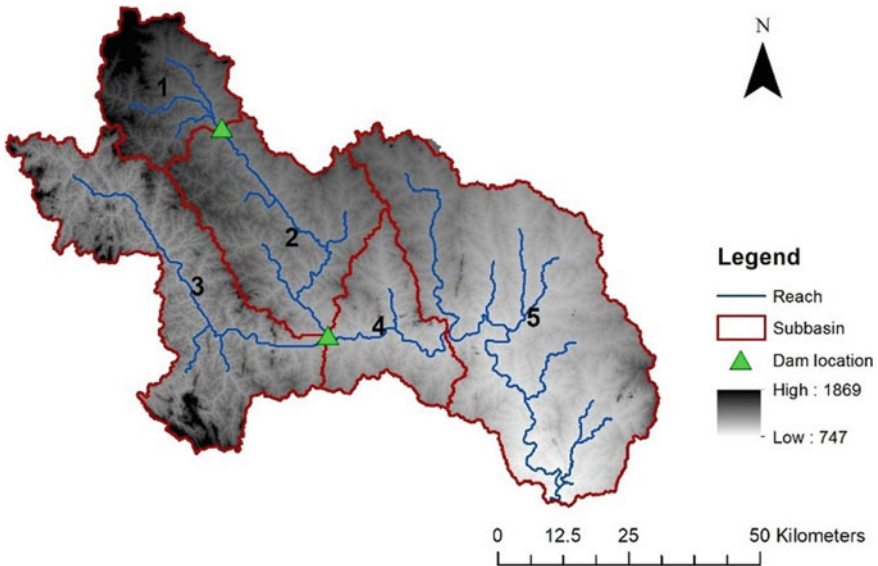 N
1
2
3
4
5
Legend
Reach
Subbasin
Dam location
High : 1869
Low : 747
0 12.5 25 50 Kilometers